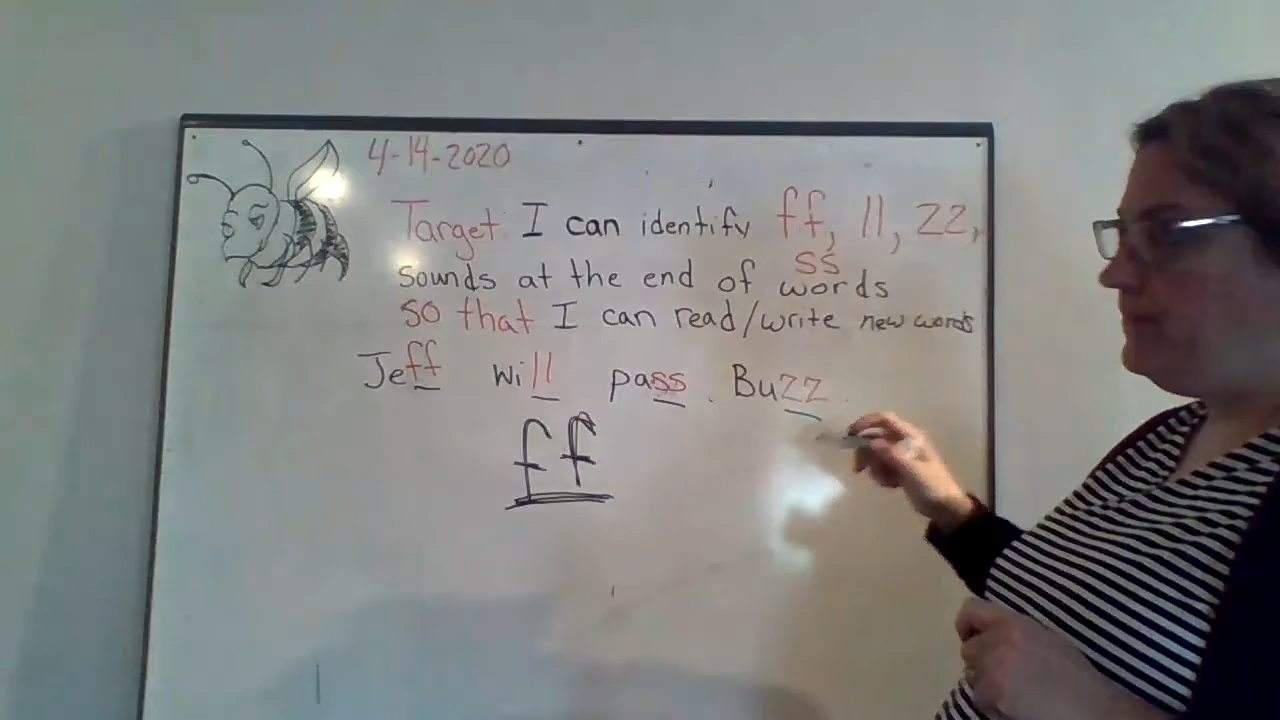 4-14-2020
Target: I can identify ff, ll, zz,
ss
sounds at the end of words
so that I can read/write new words
Jeff will pass. Buzz.
ff